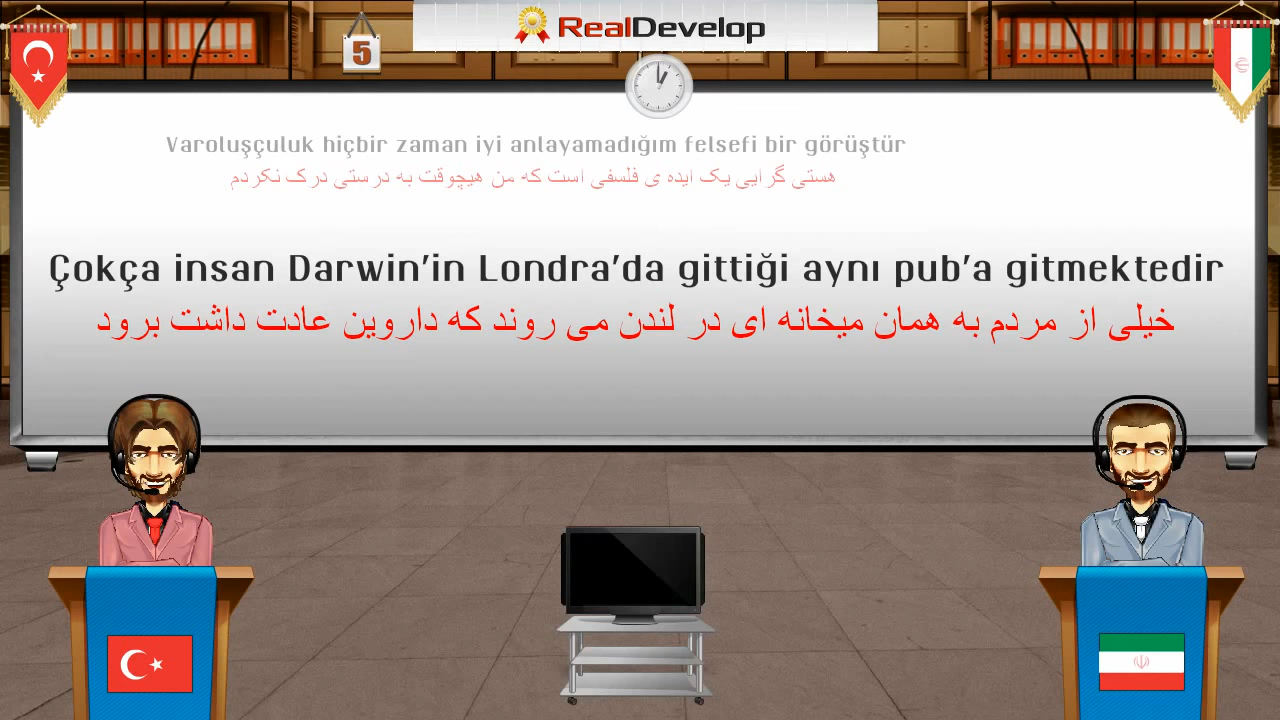 RealDevelop
5
Varoluşçuluk hiçbir zaman iyi anlayamadığım felsefi bir görüştür
هستی گرایی یک ایده ی فلسفی است که من هیچوقت به درستی درک نکردم
Çokça insan Darwin'in Londra'da gittiği aynı pub'a gitmektedir
خیلی از مردم به همان میخانه ای در لندن می روند که داروین عادت داشت برود